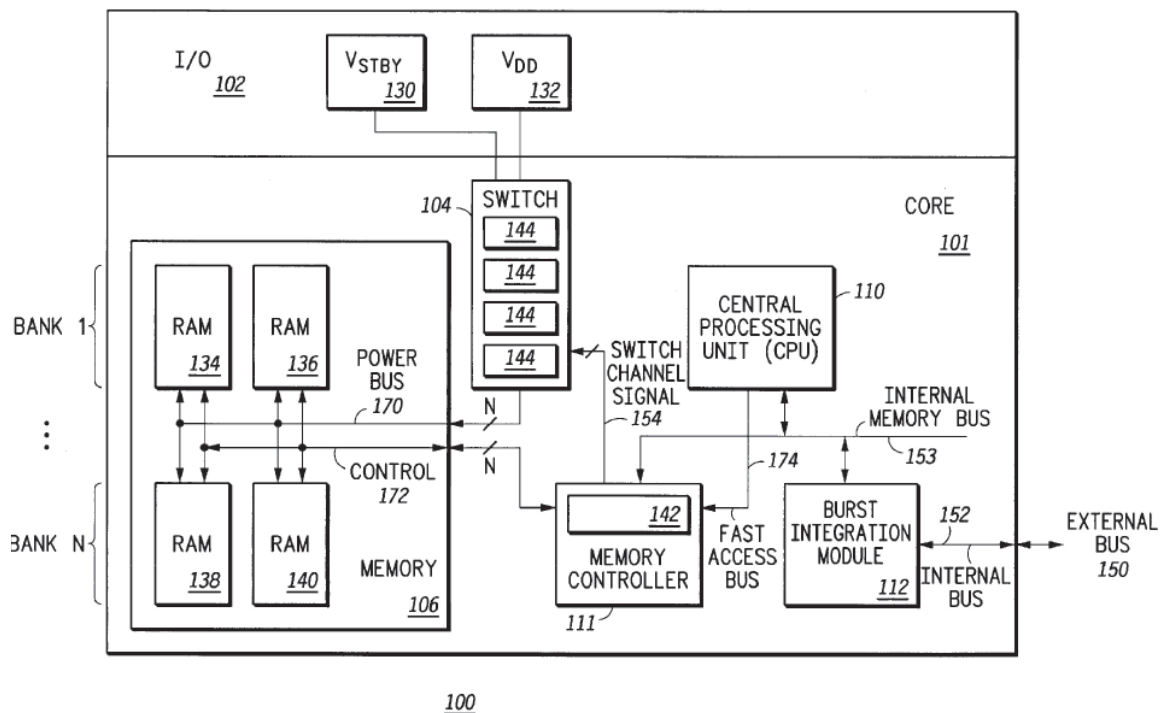 I/O
102
VSTBY
130
VDD
132
SWITCH
104
144
144
144
144
CORE
101
BANK 1
RAM
134
RAM
136
POWER
BUS
170
N
N
CONTROL
172
BANK N
RAM
138
RAM
140
MEMORY
106
SWITCH
CHANNEL
SIGNAL
154
CENTRAL
PROCESSING
UNIT (CPU)
110
INTERNAL
MEMORY BUS
153
174
142
MEMORY
CONTROLLER
111
FAST
ACCESS
BUS
BURST
INTEGRATION
MODULE
112
152
INTERNAL
BUS
EXTERNAL
BUS
150
100